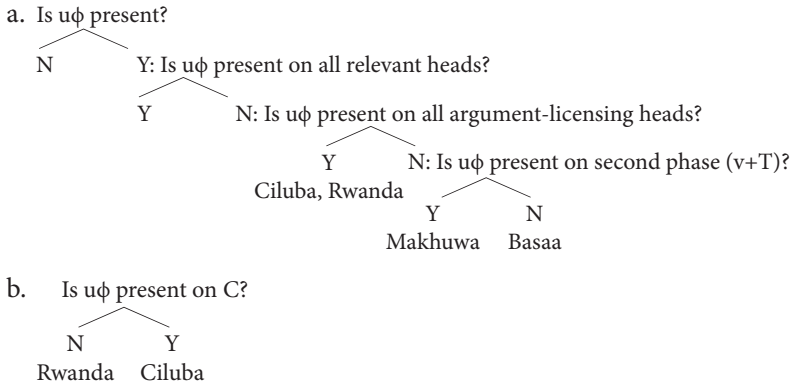 a. Is uϕ present?
N Y: Is uϕ present on all relevant heads?
Y N: Is uϕ present on all argument-licensing heads?
Y N: Is uϕ present on second phase (v+T)?
Ciluba, Rwanda
Y N
Makhuwa Basaa
b. Is uϕ present on C?
N Y
Rwanda Ciluba